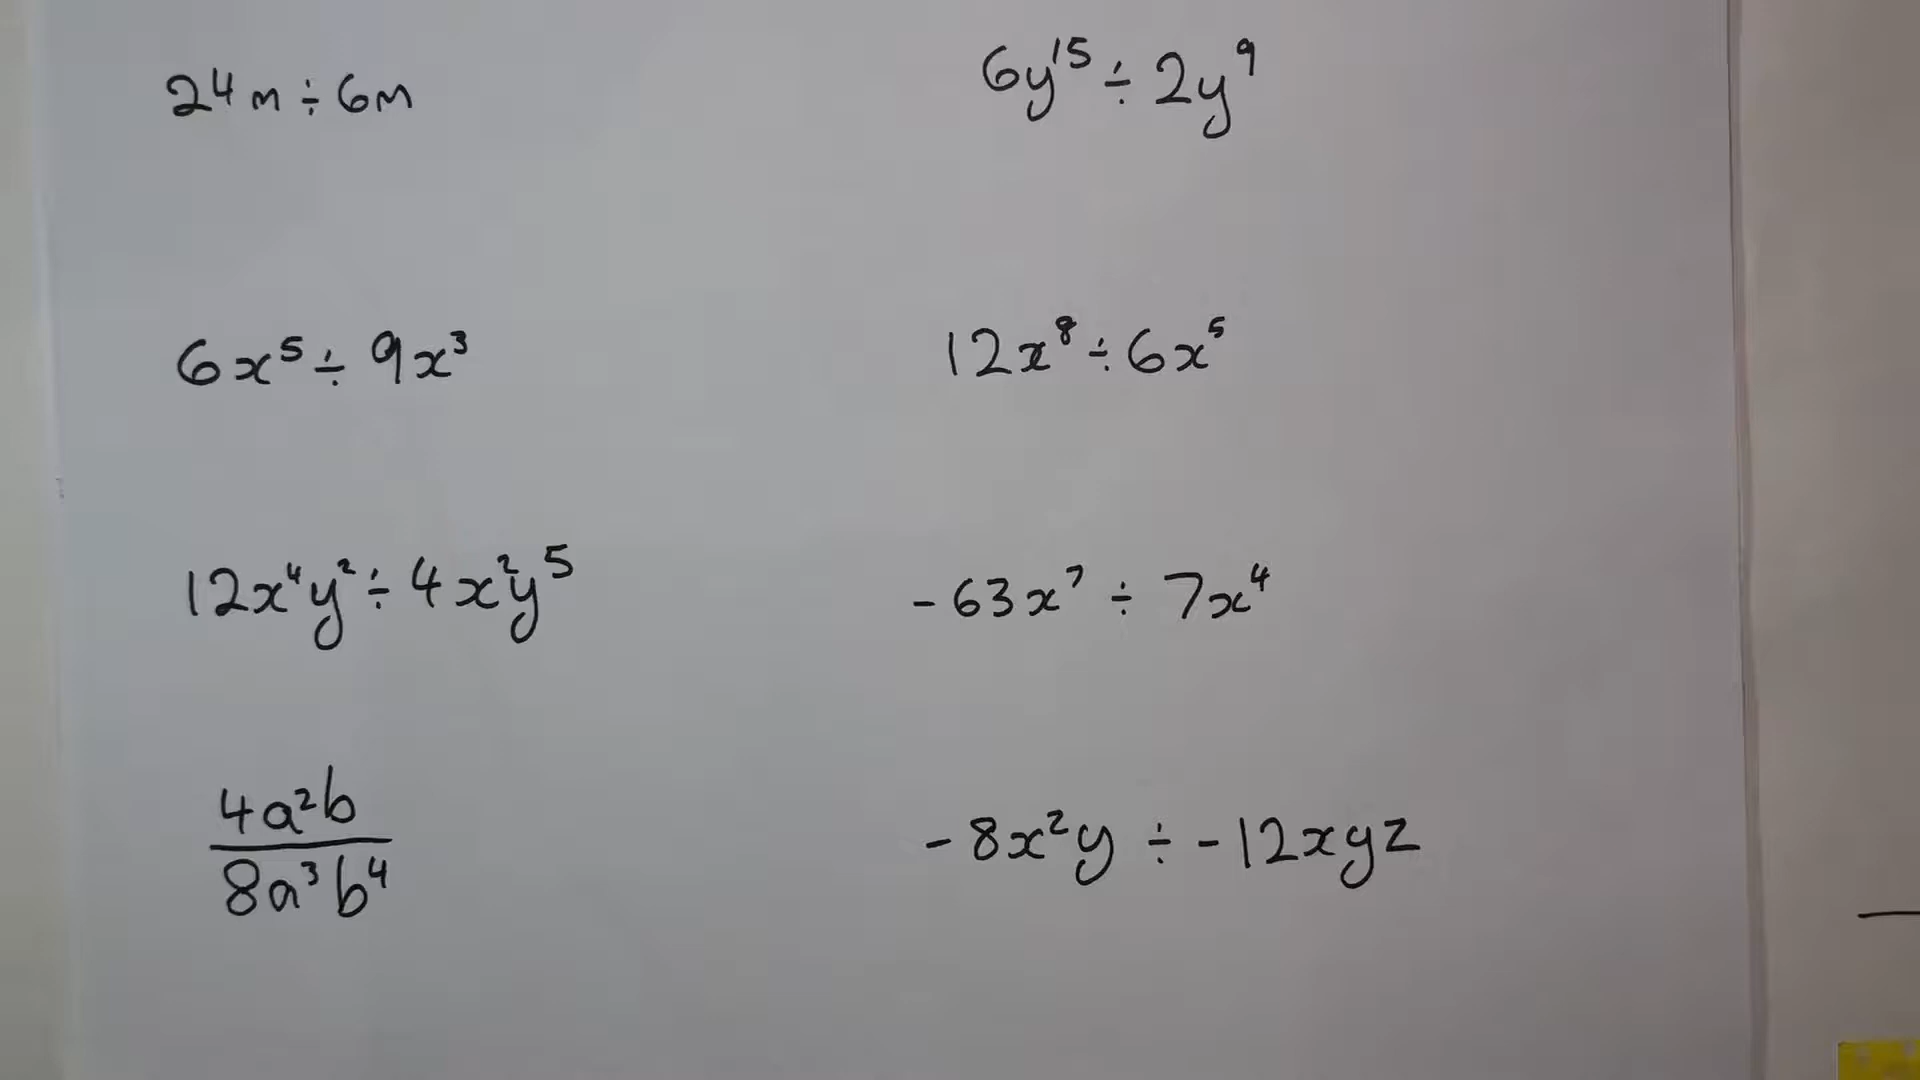 24m ÷ 6m
6y¹⁵ ÷ 2y⁹
6x⁵ ÷ 9x³
12x⁸ ÷ 6x⁵
12x⁴y² ÷ 4x²y⁵
-63x⁷ ÷ 7x⁴
4a²b
8a³b⁴
-8x²y ÷ -12xyz